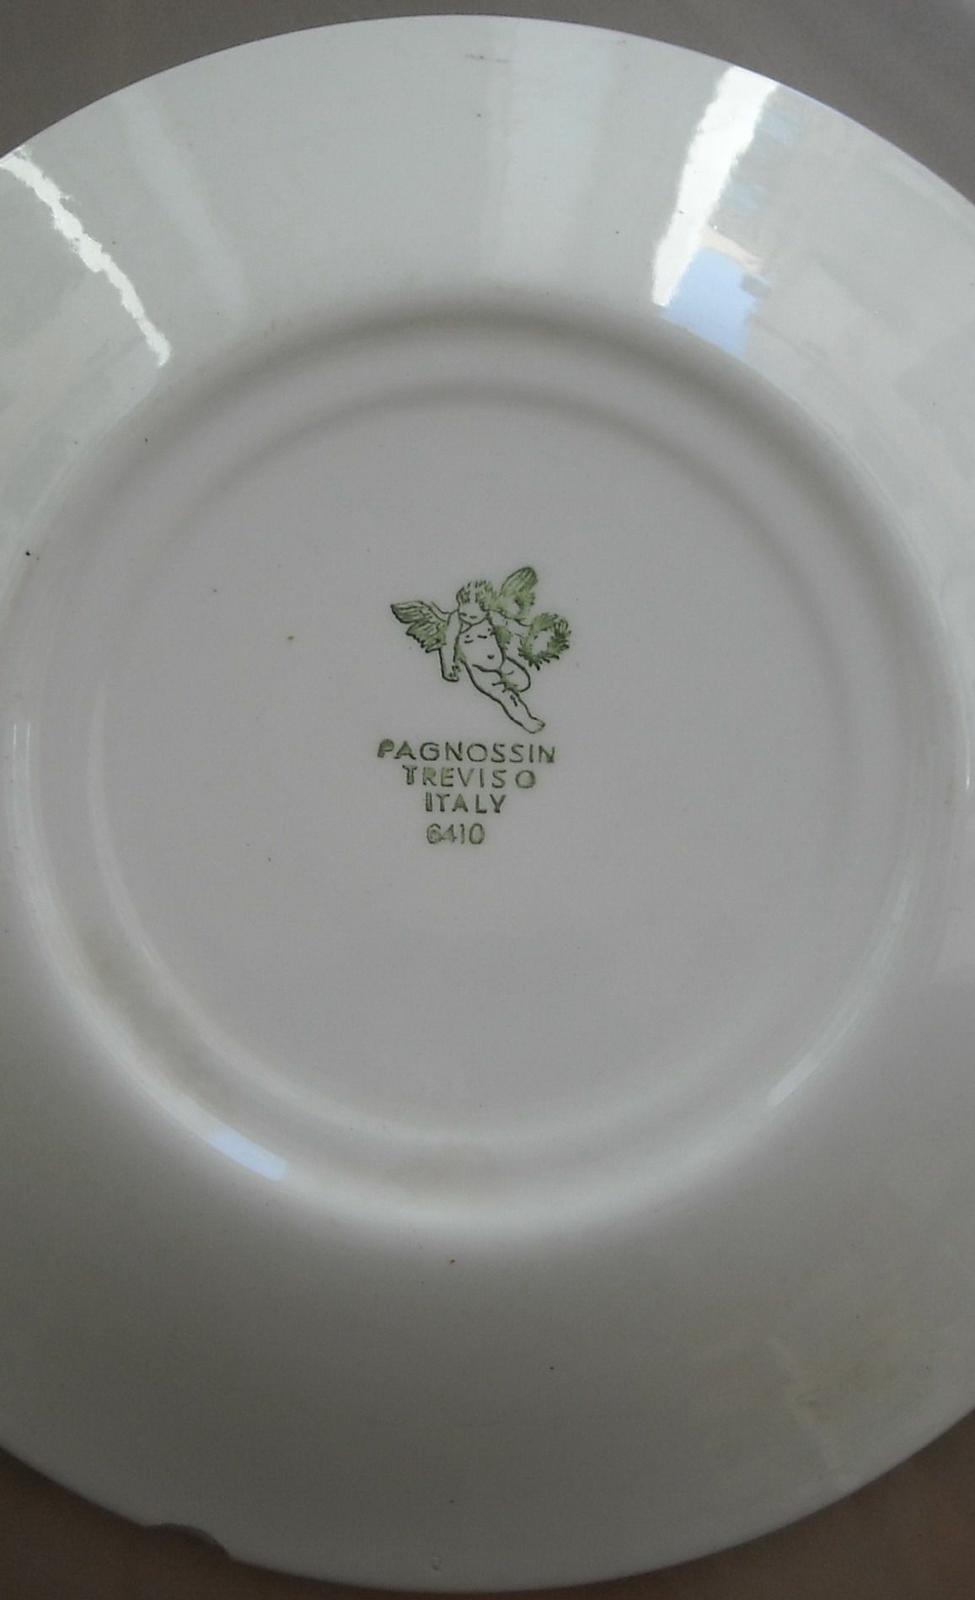 PAGNOSSIN
TREVISO
ITALY
6410